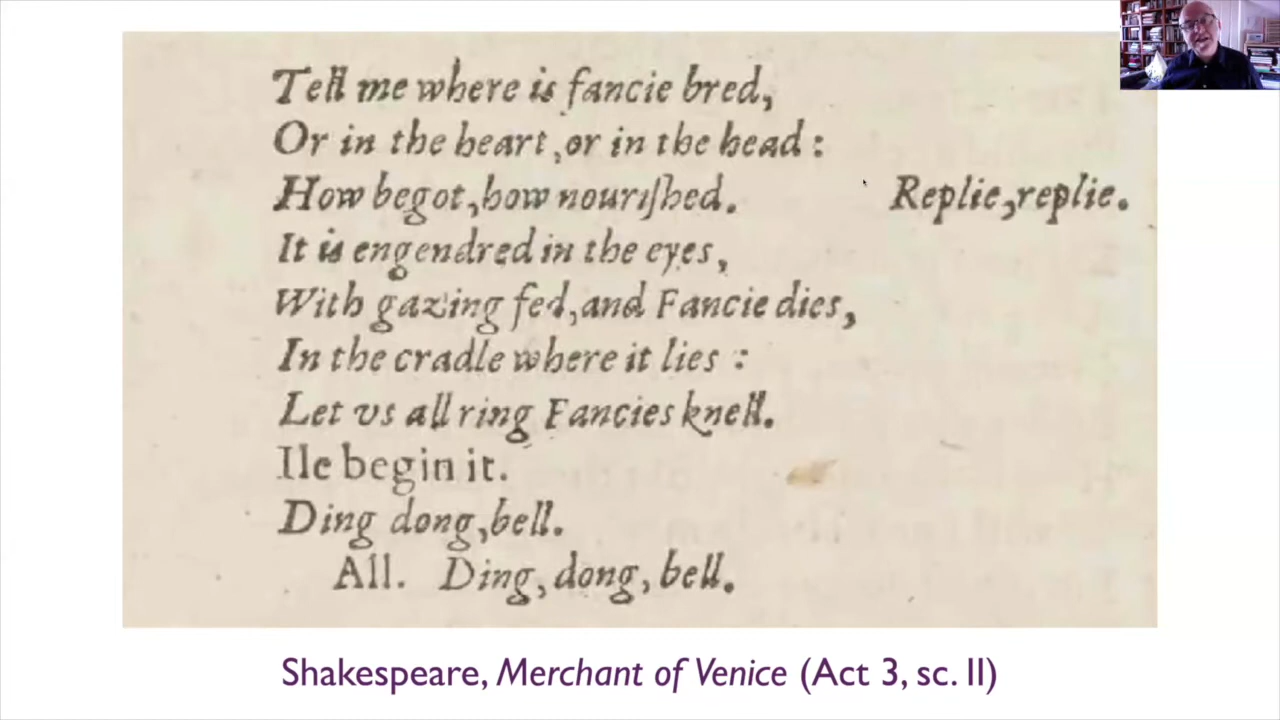 Tell me where is fancie bred,
Or in the heart, or in the head:
How begot, how nouriſhed. Replie, replie.
It is engendred in the eyes,
With gazing fed, and Fancie dies,
In the cradle where it lies:
Let vs all ring Fancies knell.
Ile begin it.
Ding dong, bell.
All. Ding, dong, bell.
Shakespeare, Merchant of Venice (Act 3, sc. II)